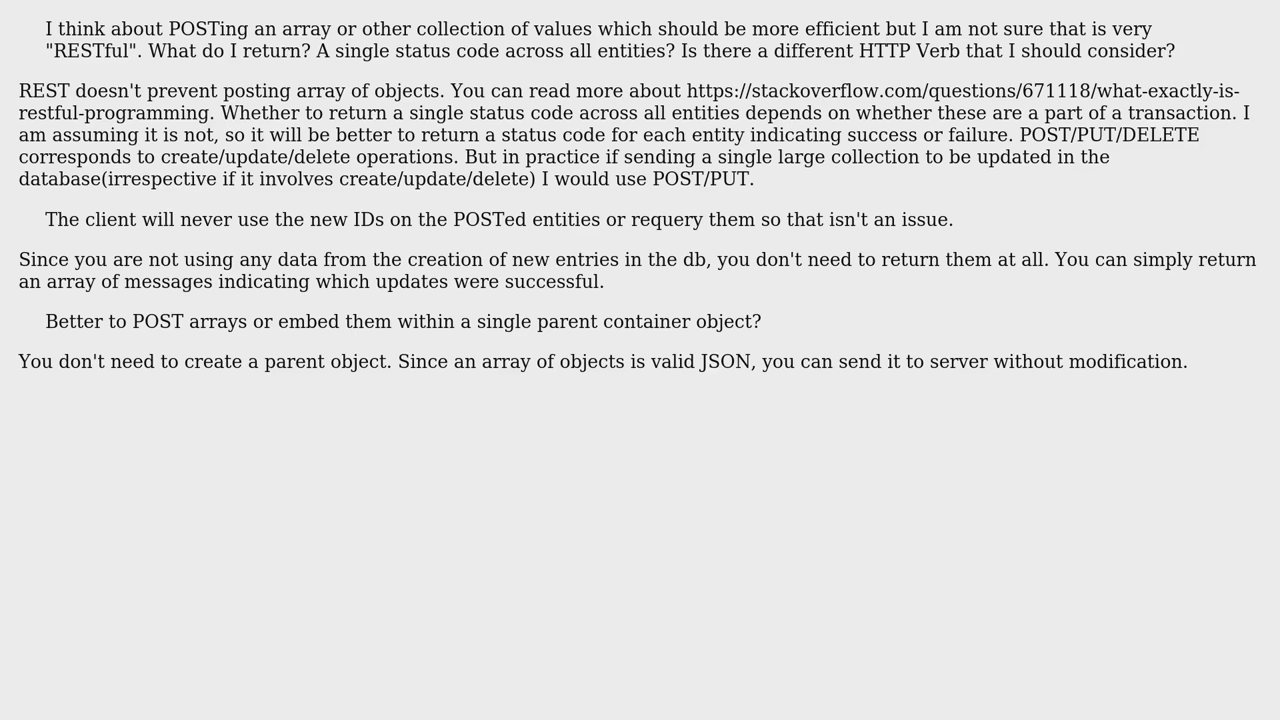 I think about POSTing an array or other collection of values which should be more efficient but I am not sure that is very
"RESTful". What do I return? A single status code across all entities? Is there a different HTTP Verb that I should consider?
REST doesn't prevent posting array of objects. You can read more about https://stackoverflow.com/questions/671118/what-exactly-is-
restful-programming. Whether to return a single status code across all entities depends on whether these are a part of a transaction. I
am assuming it is not, so it will be better to return a status code for each entity indicating success or failure. POST/PUT/DELETE
corresponds to create/update/delete operations. But in practice if sending a single large collection to be updated in the
database(irrespective if it involves create/update/delete) I would use POST/PUT.
The client will never use the new IDs on the POSTed entities or requery them so that isn't an issue.
Since you are not using any data from the creation of new entries in the db, you don't need to return them at all. You can simply return
an array of messages indicating which updates were successful.
Better to POST arrays or embed them within a single parent container object?
You don't need to create a parent object. Since an array of objects is valid JSON, you can send it to server without modification.